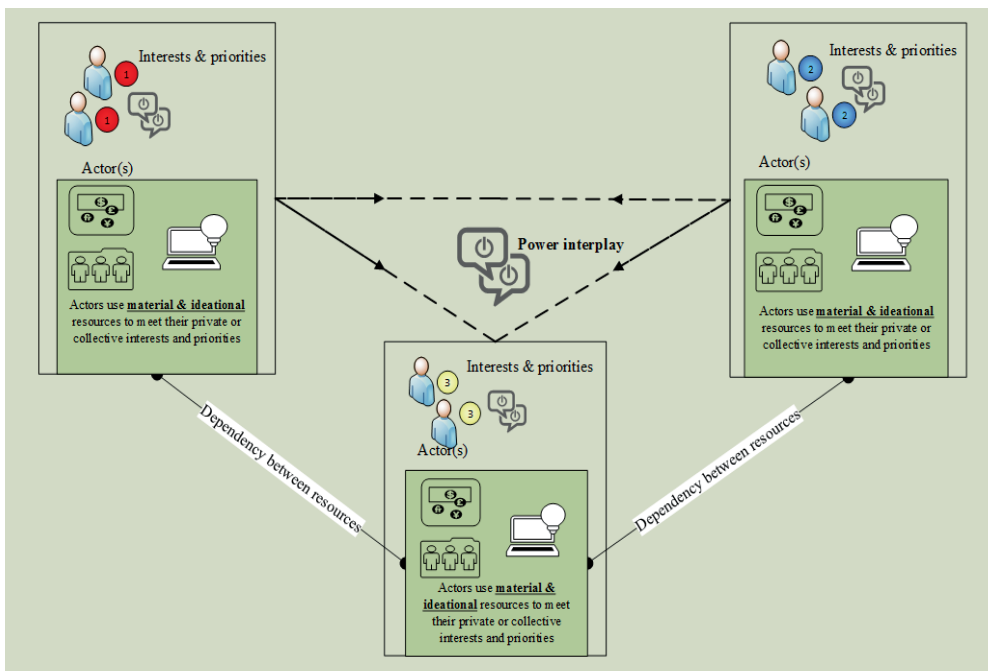 Interests & priorities
1
1
Actor(s)
Actors use material & ideational
resources to meet their private or
collective interests and priorities
Interests & priorities
2
2
Actor(s)
Actors use material & ideational
resources to meet their private or
collective interests and priorities
Power interplay
Interests & priorities
3
3
Actor(s)
Actors use material &
ideational resources to meet
their private or collective
interests and priorities
Dependency between resources
Dependency between resources